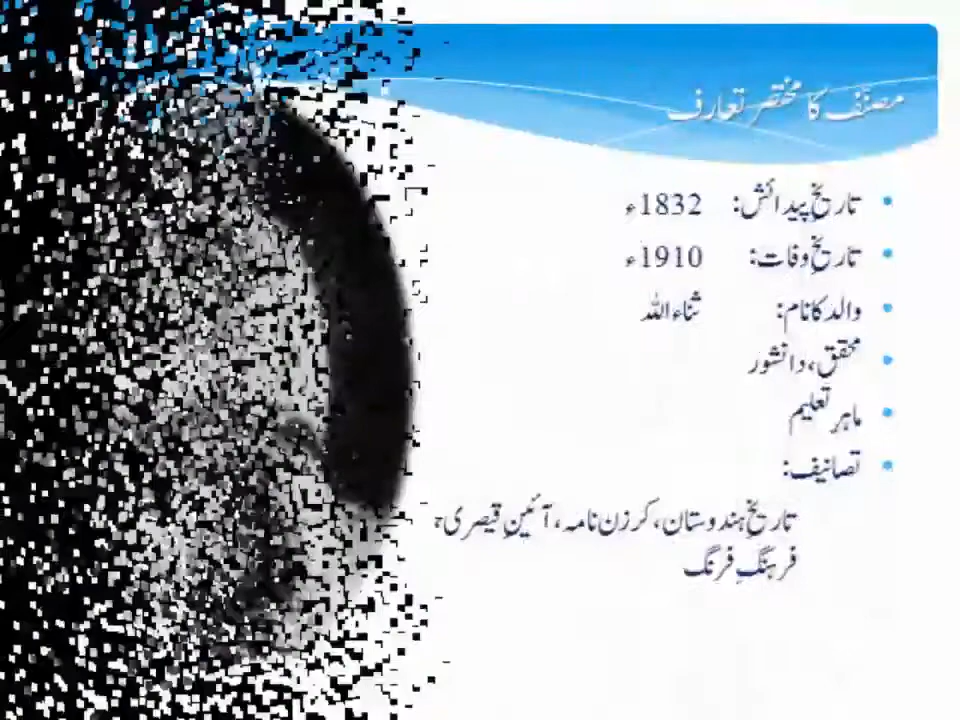 مصنف کا مختصر تعارف
تاریخ پیدائش: 1832ء
تاریخ وفات: 1910ء
والد کا نام: ثناء اللہ
محقق، دانشور
ماہر تعلیم
تصانیف:
تاریخِ ہندوستان، کرزن نامہ، آئینِ قیصری،
فرہنگِ فرنگ